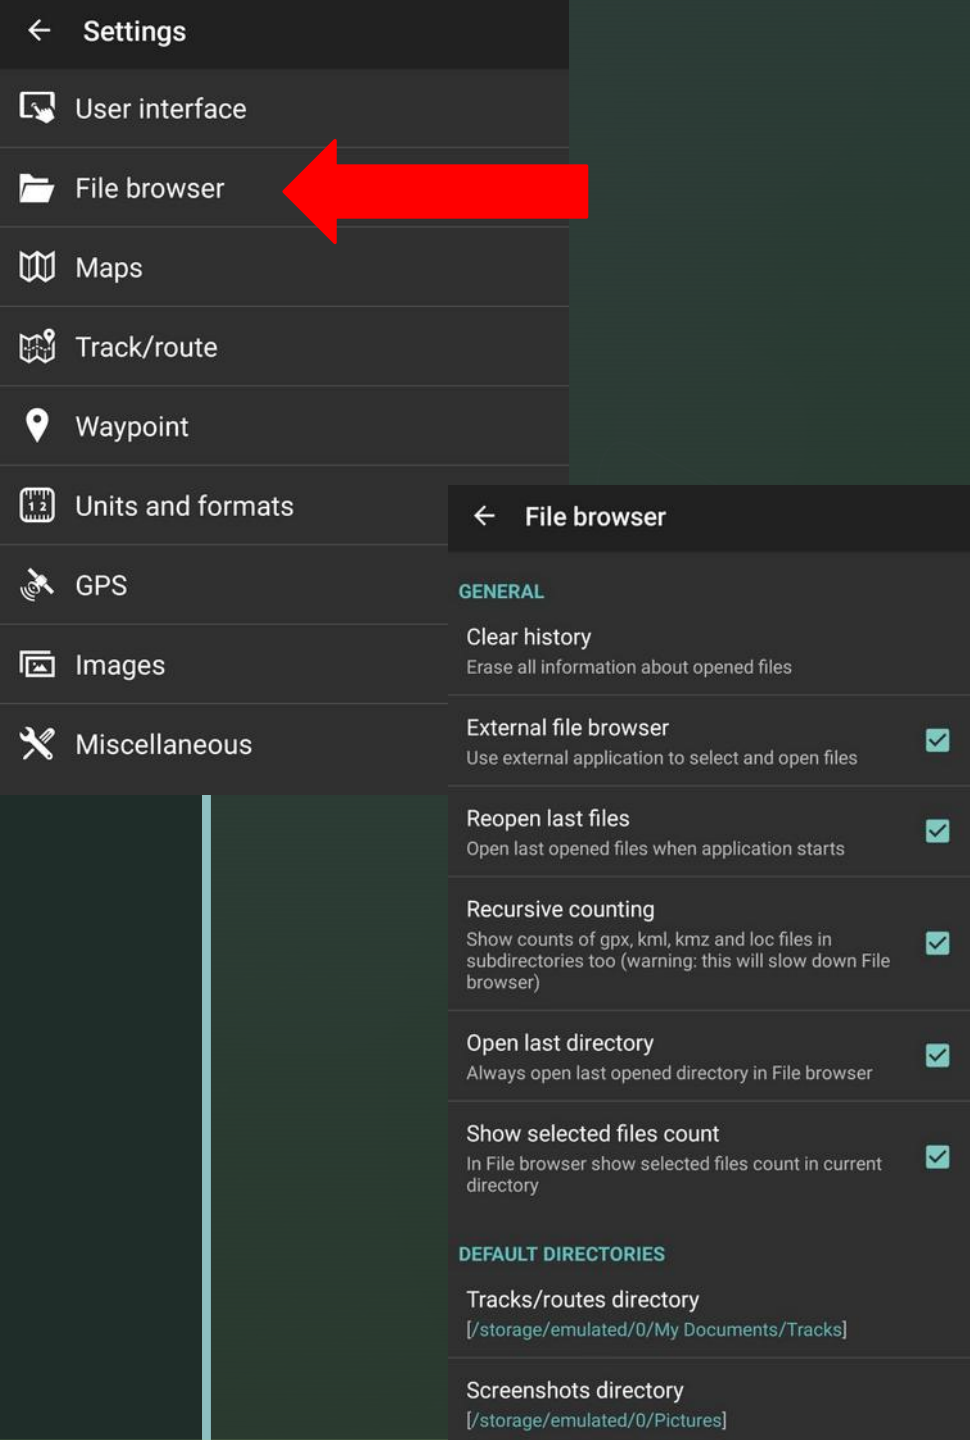 Settings
User interface
File browser
Maps
Track/route
Waypoint
Units and formats
GPS
Images
Miscellaneous
File browser
GENERAL
Clear history
Erase all information about opened files
External file browser
Use external application to select and open files
Reopen last files
Open last opened files when application starts
Recursive counting
Show counts of gpx, kml, kmz and loc files in
subdirectories too (warning: this will slow down File
browser)
Open last directory
Always open last opened directory in File browser
Show selected files count
In File browser show selected files count in current
directory
DEFAULT DIRECTORIES
Tracks/routes directory
[/storage/emulated/0/My Documents/Tracks]
Screenshots directory
[/storage/emulated/0/Pictures]